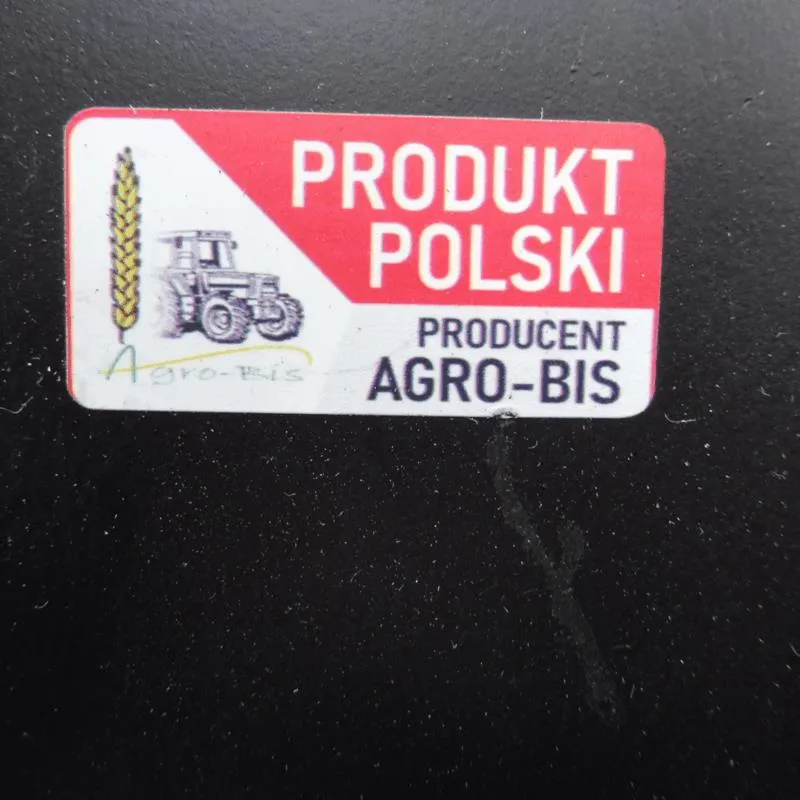 PRODUKT
POLSKI
PRODUCENT
AGRO-BIS
Agro-Bis